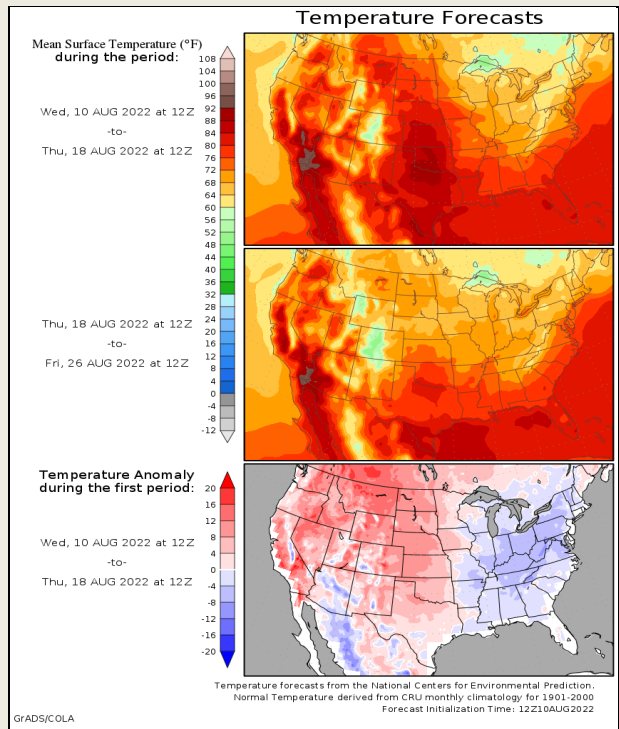 Temperature Forecasts
Mean Surface Temperature (°F)
during the period:
Wed, 10 AUG 2022 at 12Z
-to-
Thu, 18 AUG 2022 at 12Z
108
104
100
96
92
88
84
80
76
72
68
64
60
56
52
48
44
40
36
32
28
24
20
16
12
8
4
0
-4
-8
-12
Thu, 18 AUG 2022 at 12Z
-to-
Fri, 26 AUG 2022 at 12Z
Temperature Anomaly
during the first period:
Wed, 10 AUG 2022 at 12Z
-to-
Thu, 18 AUG 2022 at 12Z
20
16
12
8
4
0
-4
-8
-12
-16
-20
Temperature forecasts from the National Centers for Environmental Prediction.
Normal Temperature derived from CRU monthly climatology for 1901-2000
Forecast Initialization Time: 12Z10AUG2022
GrADS/COLA